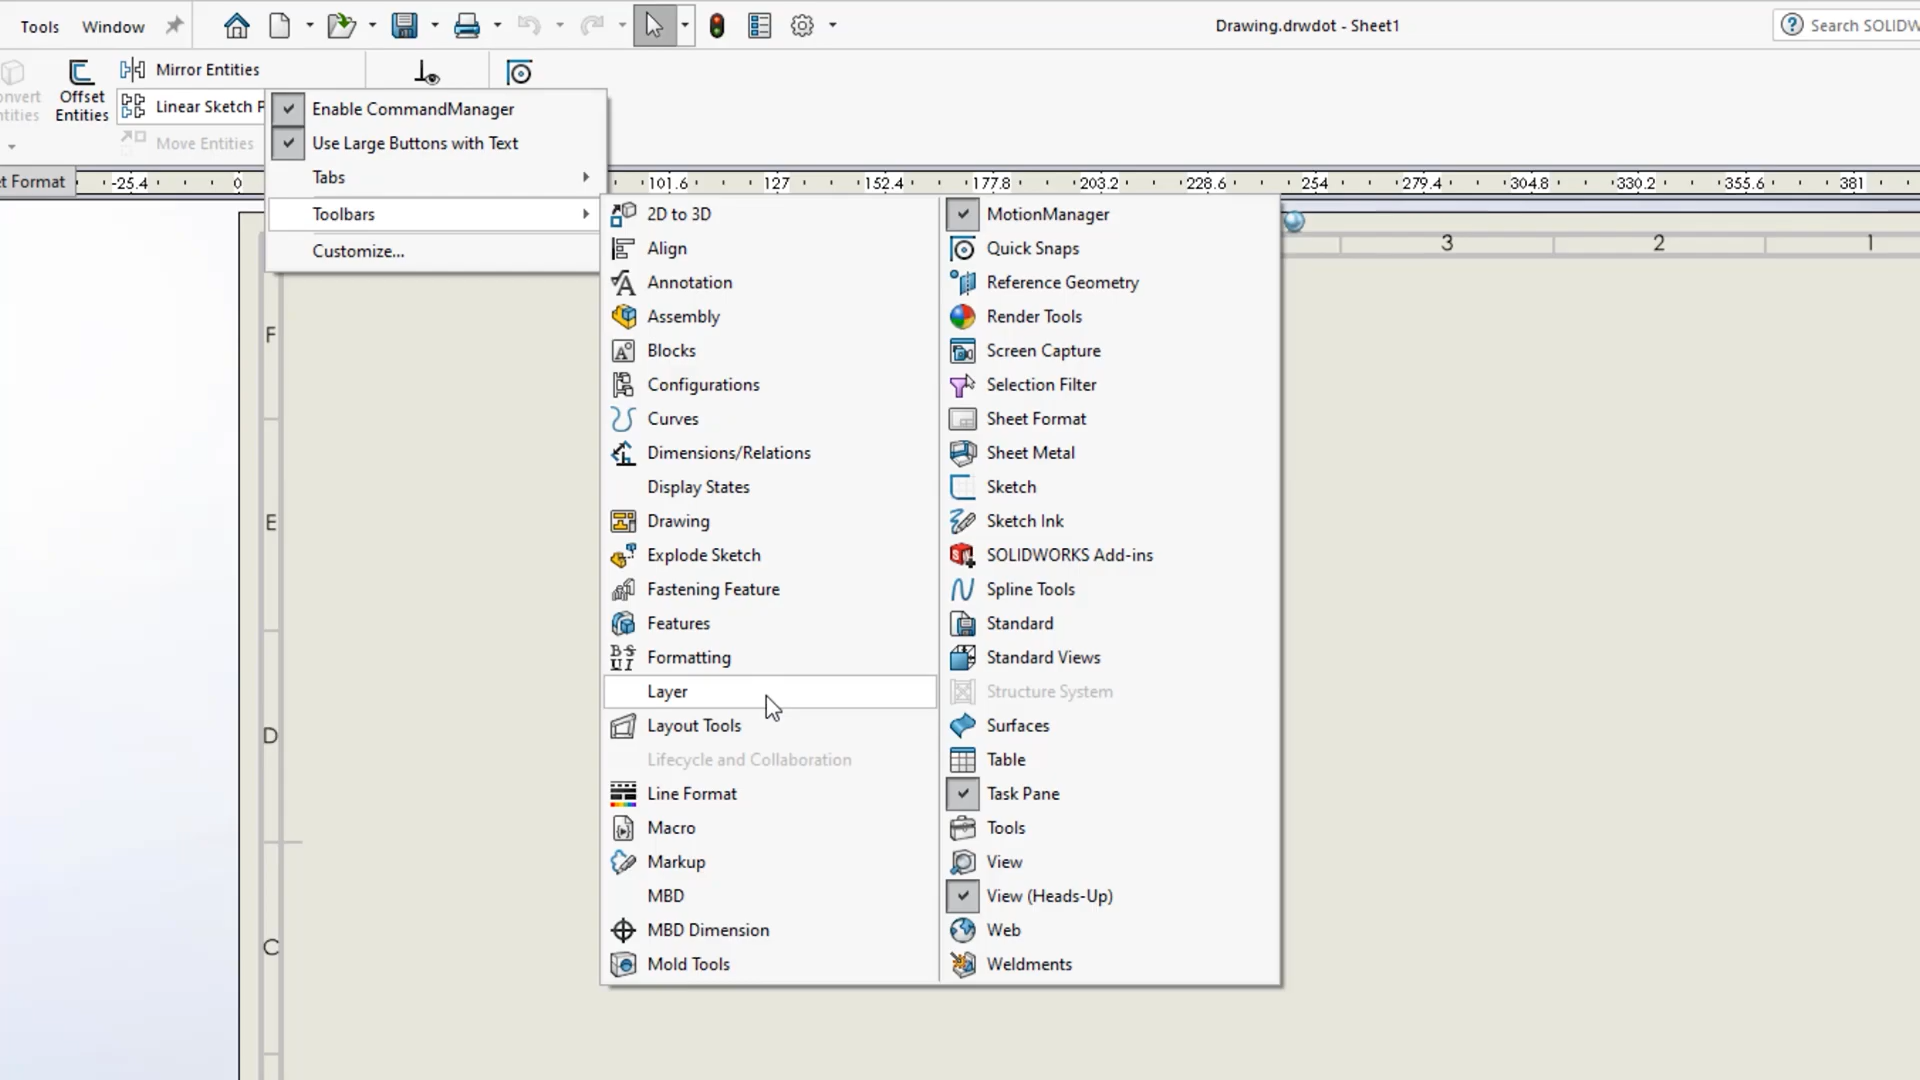 Tools
Window
Drawing.drwdot - Sheet1
Search SOLIDW
onvert
ntities
Offset
Entities
Mirror Entities
Linear Sketch P
Move Entities
Enable CommandManager
Use Large Buttons with Text
Tabs
Toolbars
Customize...
et Format
-25.4
0
101.6
127
152.4
177.8
203.2
228.6
254
279.4
304.8
330.2
355.6
381
3
2
1
F
E
D
C
2D to 3D
Align
Annotation
Assembly
Blocks
Configurations
Curves
Dimensions/Relations
Display States
Drawing
Explode Sketch
Fastening Feature
Features
Formatting
Layer
Layout Tools
Lifecycle and Collaboration
Line Format
Macro
Markup
MBD
MBD Dimension
Mold Tools
MotionManager
Quick Snaps
Reference Geometry
Render Tools
Screen Capture
Selection Filter
Sheet Format
Sheet Metal
Sketch
Sketch Ink
SOLIDWORKS Add-ins
Spline Tools
Standard
Standard Views
Structure System
Surfaces
Table
Task Pane
Tools
View
View (Heads-Up)
Web
Weldments